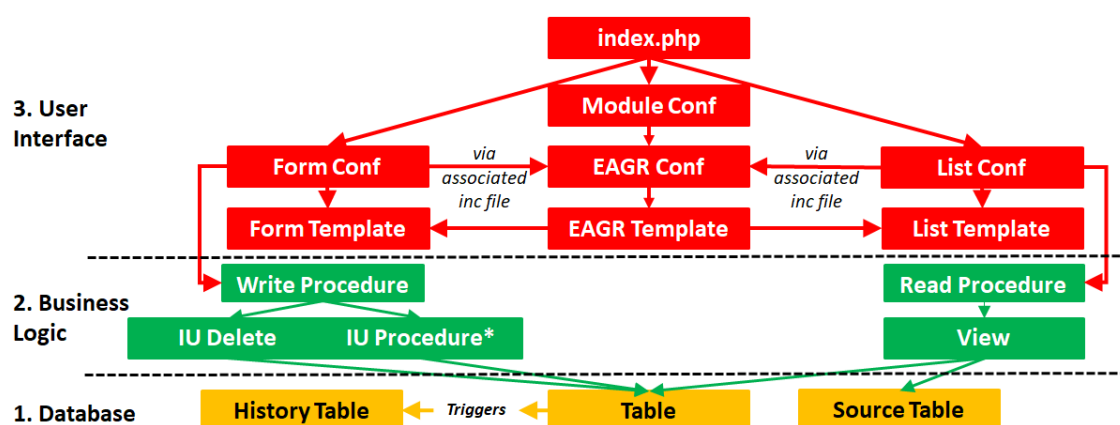 index.php
3. User
Interface
Module Conf
Form Conf
via
associated
inc file
EAGR Conf
via
associated
inc file
List Conf
Form Template
EAGR Template
List Template
2. Business
Logic
Write Procedure
Read Procedure
IU Delete
IU Procedure*
View
1. Database
History Table
Triggers
Table
Source Table